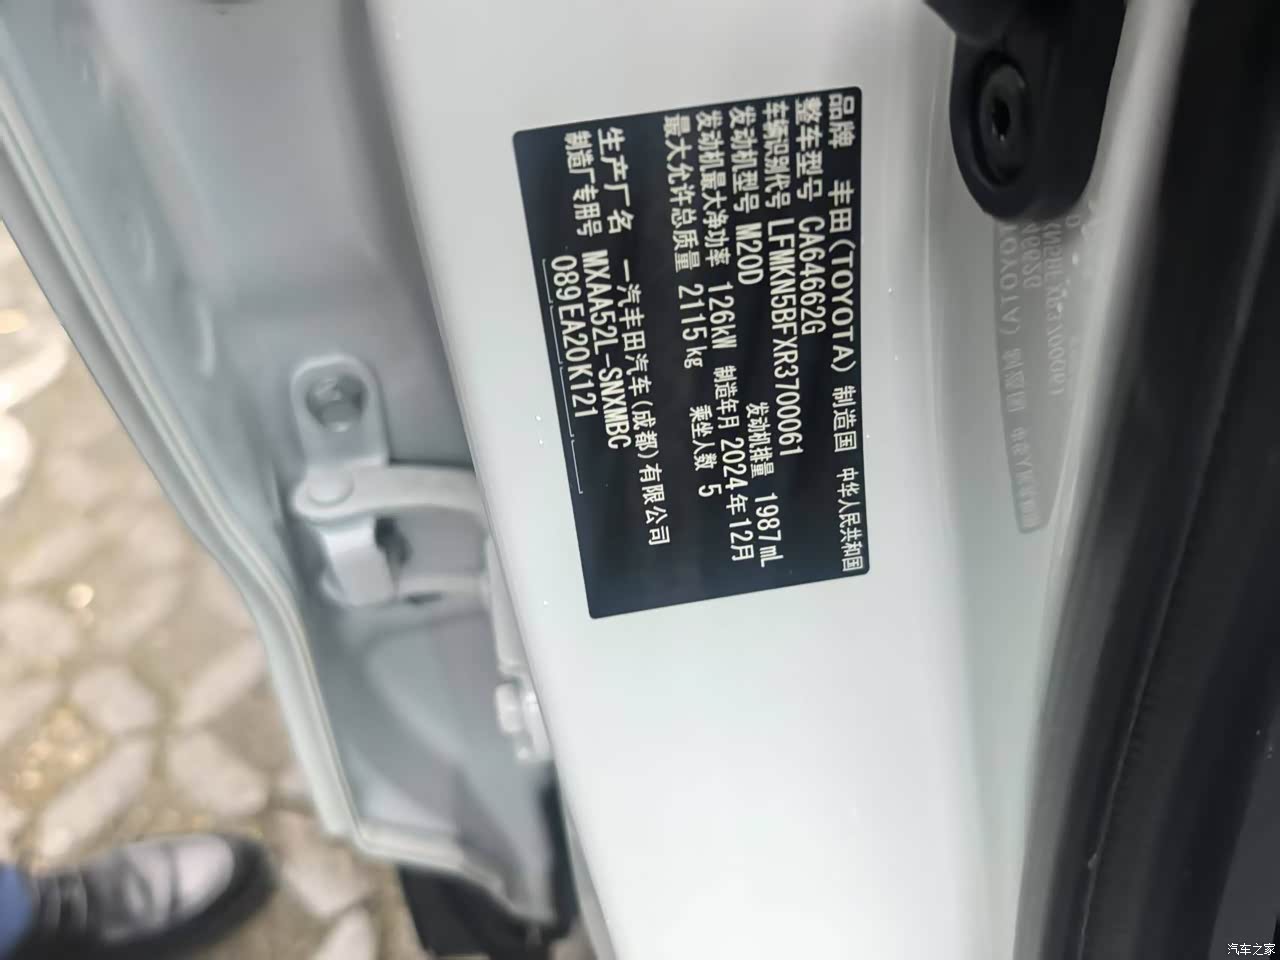 品牌 丰田(TOYOTA) 制造国 中华人民共和国
整车型号 CA64662G
车辆识别代号 LFMKN5BFXR3700061
发动机型号 M20D 发动机排量 1987mL
发动机最大净功率 126kW 制造年月 2024年12月
最大允许总质量 2115kg 乘坐人数 5
生产厂名 一汽丰田汽车(成都)有限公司
制造厂专用号 MXAA52L-SNXMBC
089EA20K121
汽车之家